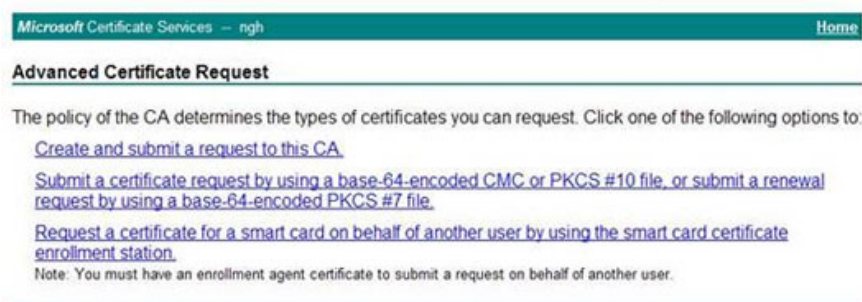 Microsoft Certificate Services -- ngh Home
Advanced Certificate Request
The policy of the CA determines the types of certificates you can request. Click one of the following options to:
Create and submit a request to this CA.
Submit a certificate request by using a base-64-encoded CMC or PKCS #10 file, or submit a renewal
request by using a base-64-encoded PKCS #7 file.
Request a certificate for a smart card on behalf of another user by using the smart card certificate
enrollment station.
Note: You must have an enrollment agent certificate to submit a request on behalf of another user.